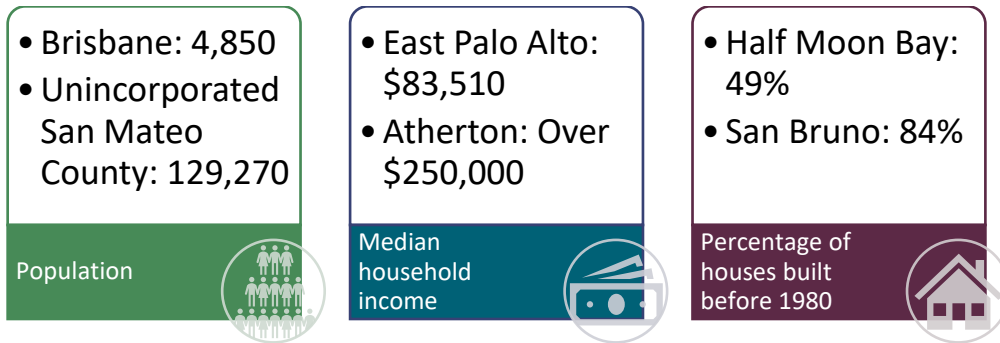 • Brisbane: 4,850
• Unincorporated
San Mateo
County: 129,270
Population
• East Palo Alto:
$83,510
• Atherton: Over
$250,000
Median
household
income
• Half Moon Bay:
49%
• San Bruno: 84%
Percentage of
houses built
before 1980